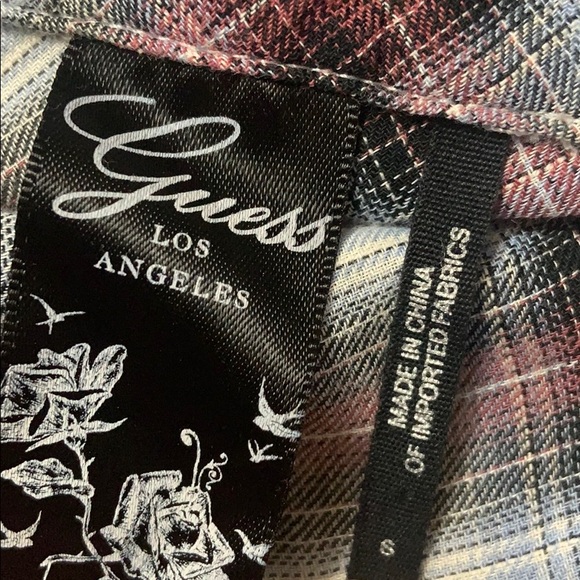 Guess
LOS
ANGELES
MADE IN CHINA
OF IMPORTED FABRICS
S